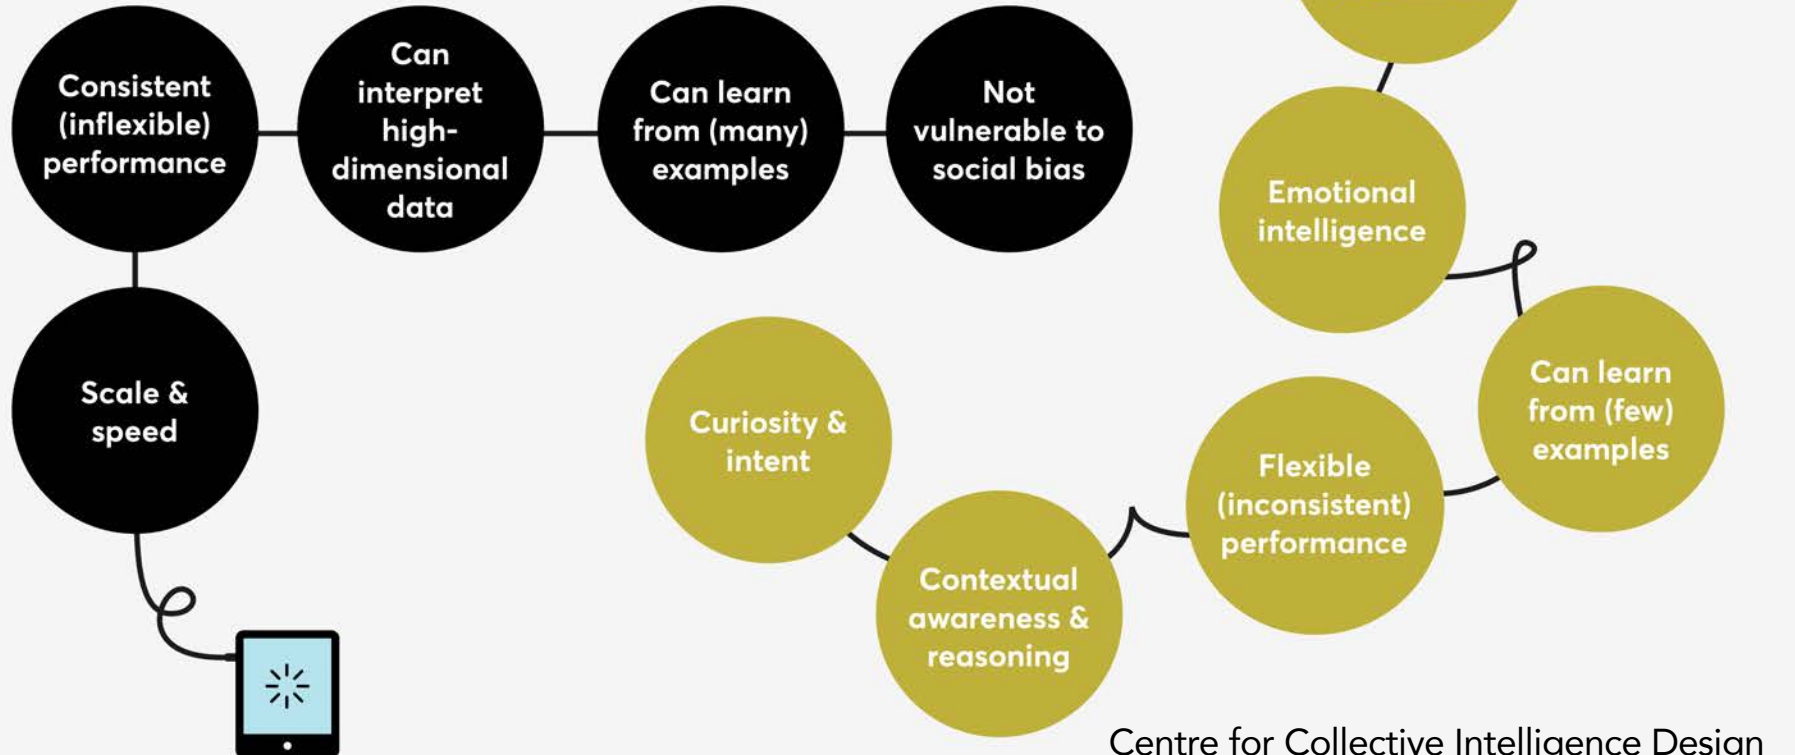 Consistent
(inflexible)
performance
Can
interpret
high-
dimensional
data
Can learn
from (many)
examples
Not
vulnerable to
social bias
Scale &
speed
Emotional
intelligence
Can learn
from (few)
examples
Flexible
(inconsistent)
performance
Contextual
awareness &
reasoning
Curiosity &
intent
Centre for Collective Intelligence Design